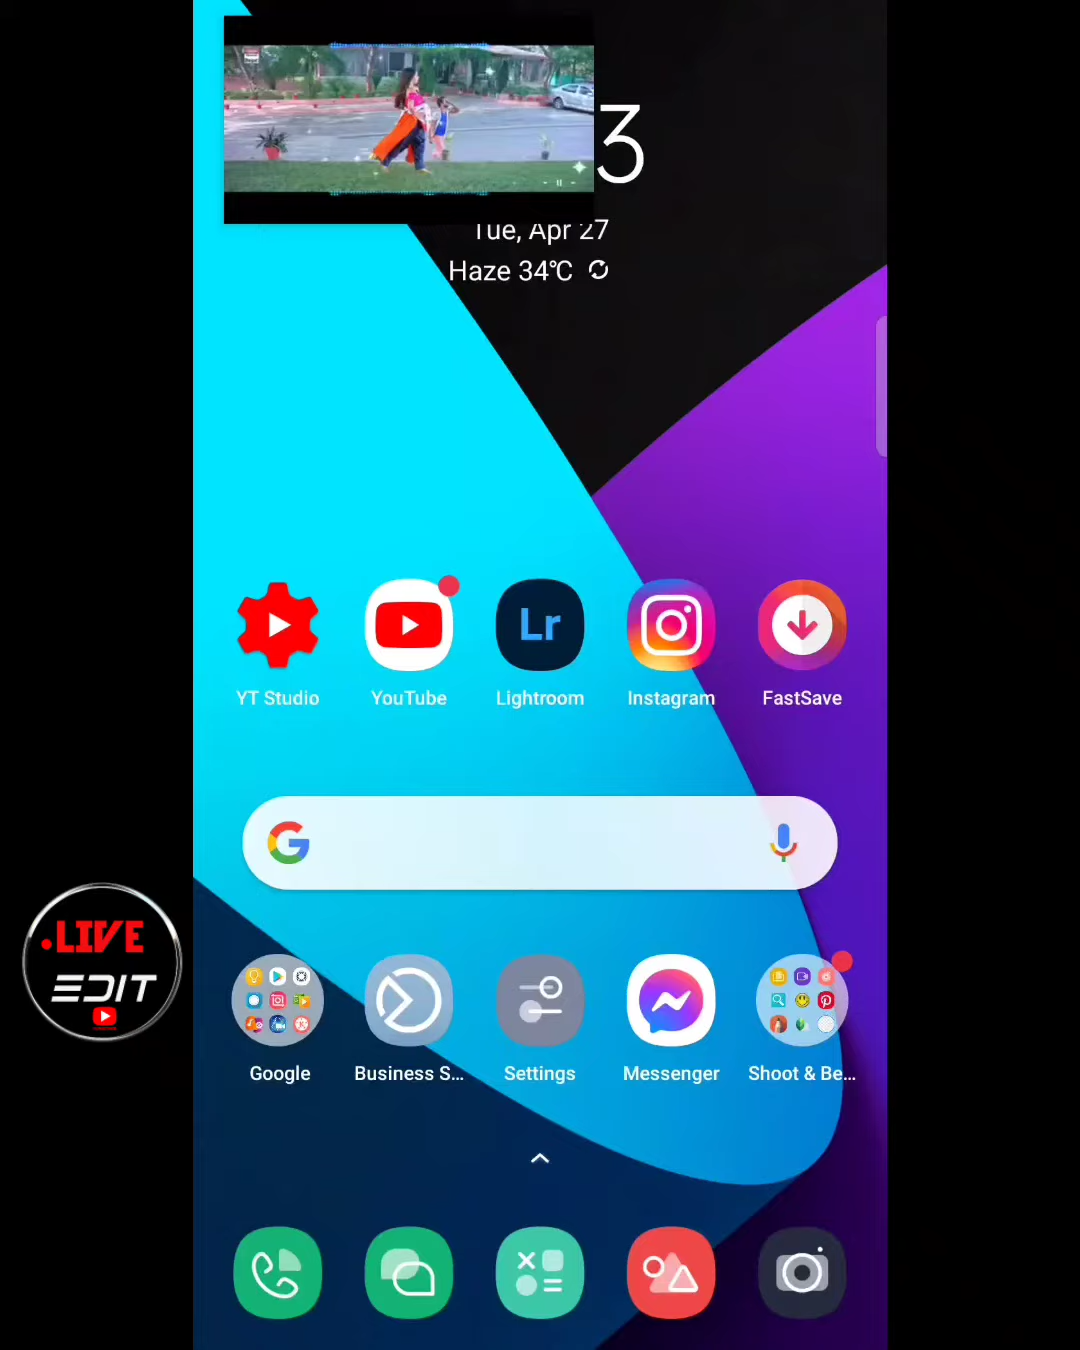 3
Tue, Apr 27
Haze 34°C
Lr
YT Studio
YouTube
Lightroom
Instagram
FastSave
G
.LIVE
EDIT
Google
Business S...
Settings
Messenger
Shoot & Be...